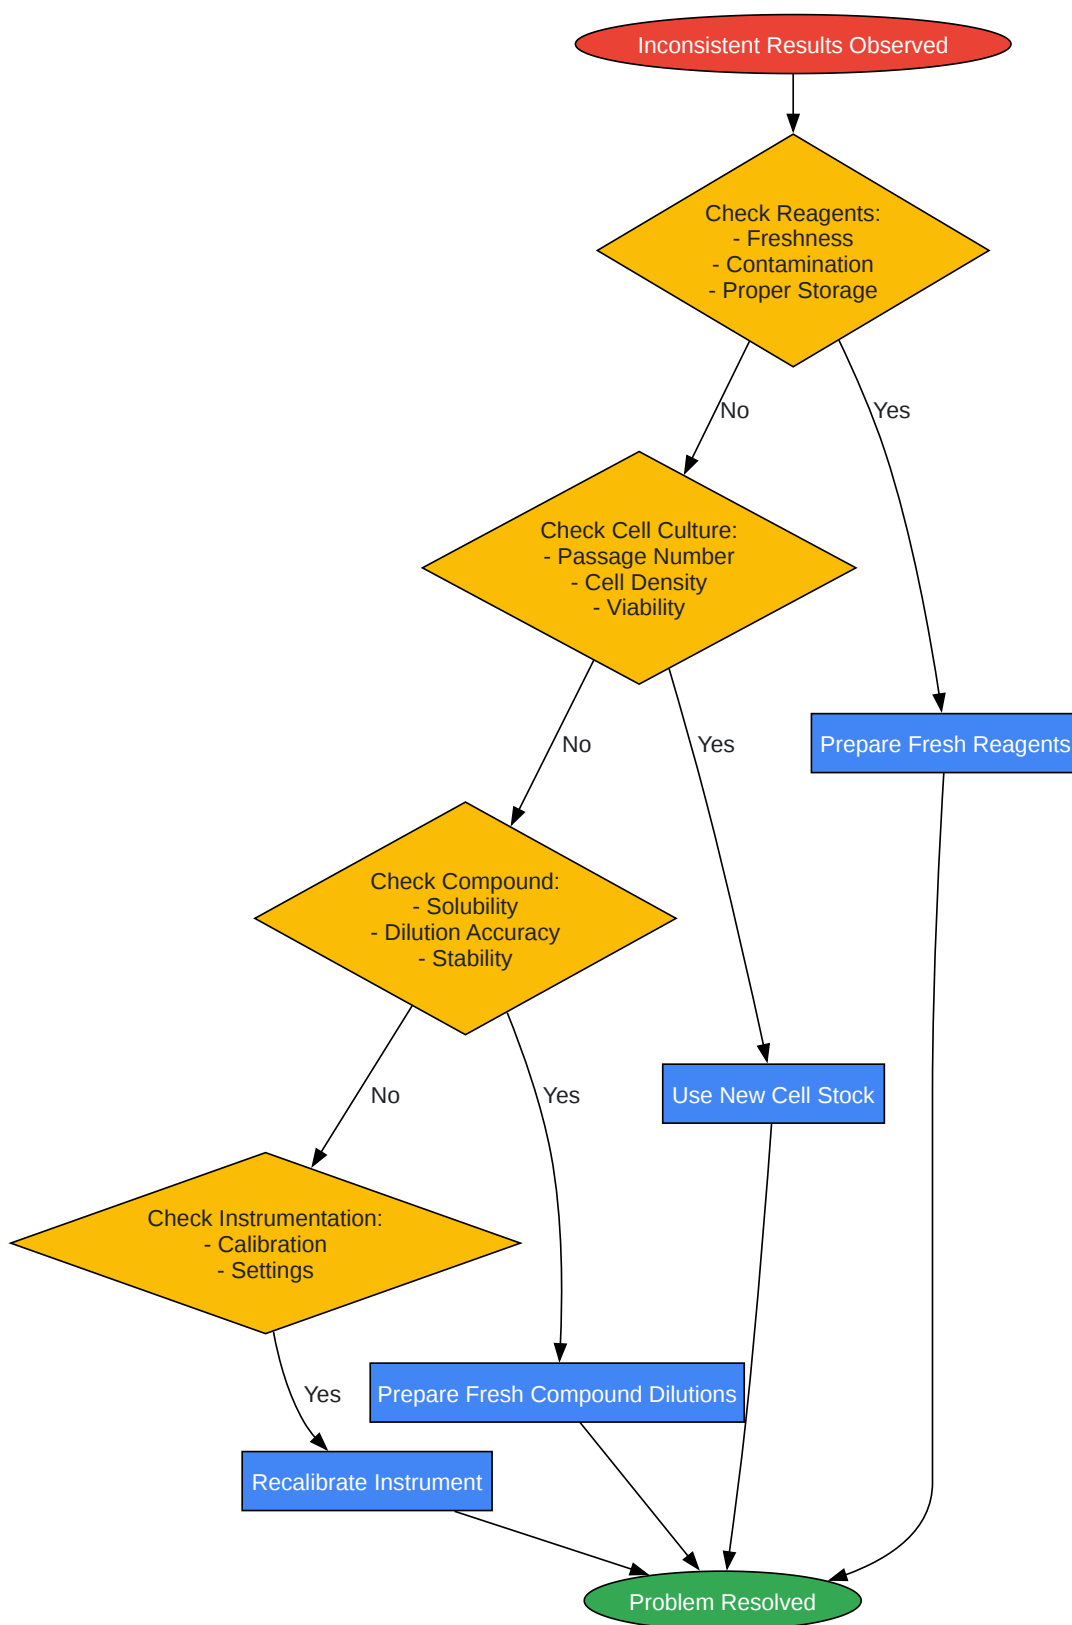 Inconsistent Results Observed
Check Reagents:
- Freshness
- Contamination
- Proper Storage
No
Yes
Check Cell Culture:
- Passage Number
- Cell Density
- Viability
No
Yes
Prepare Fresh Reagents
Check Compound:
- Solubility
- Dilution Accuracy
- Stability
No
Yes
Use New Cell Stock
Check Instrumentation:
- Calibration
- Settings
Yes
Prepare Fresh Compound Dilutions
Recalibrate Instrument
Problem Resolved